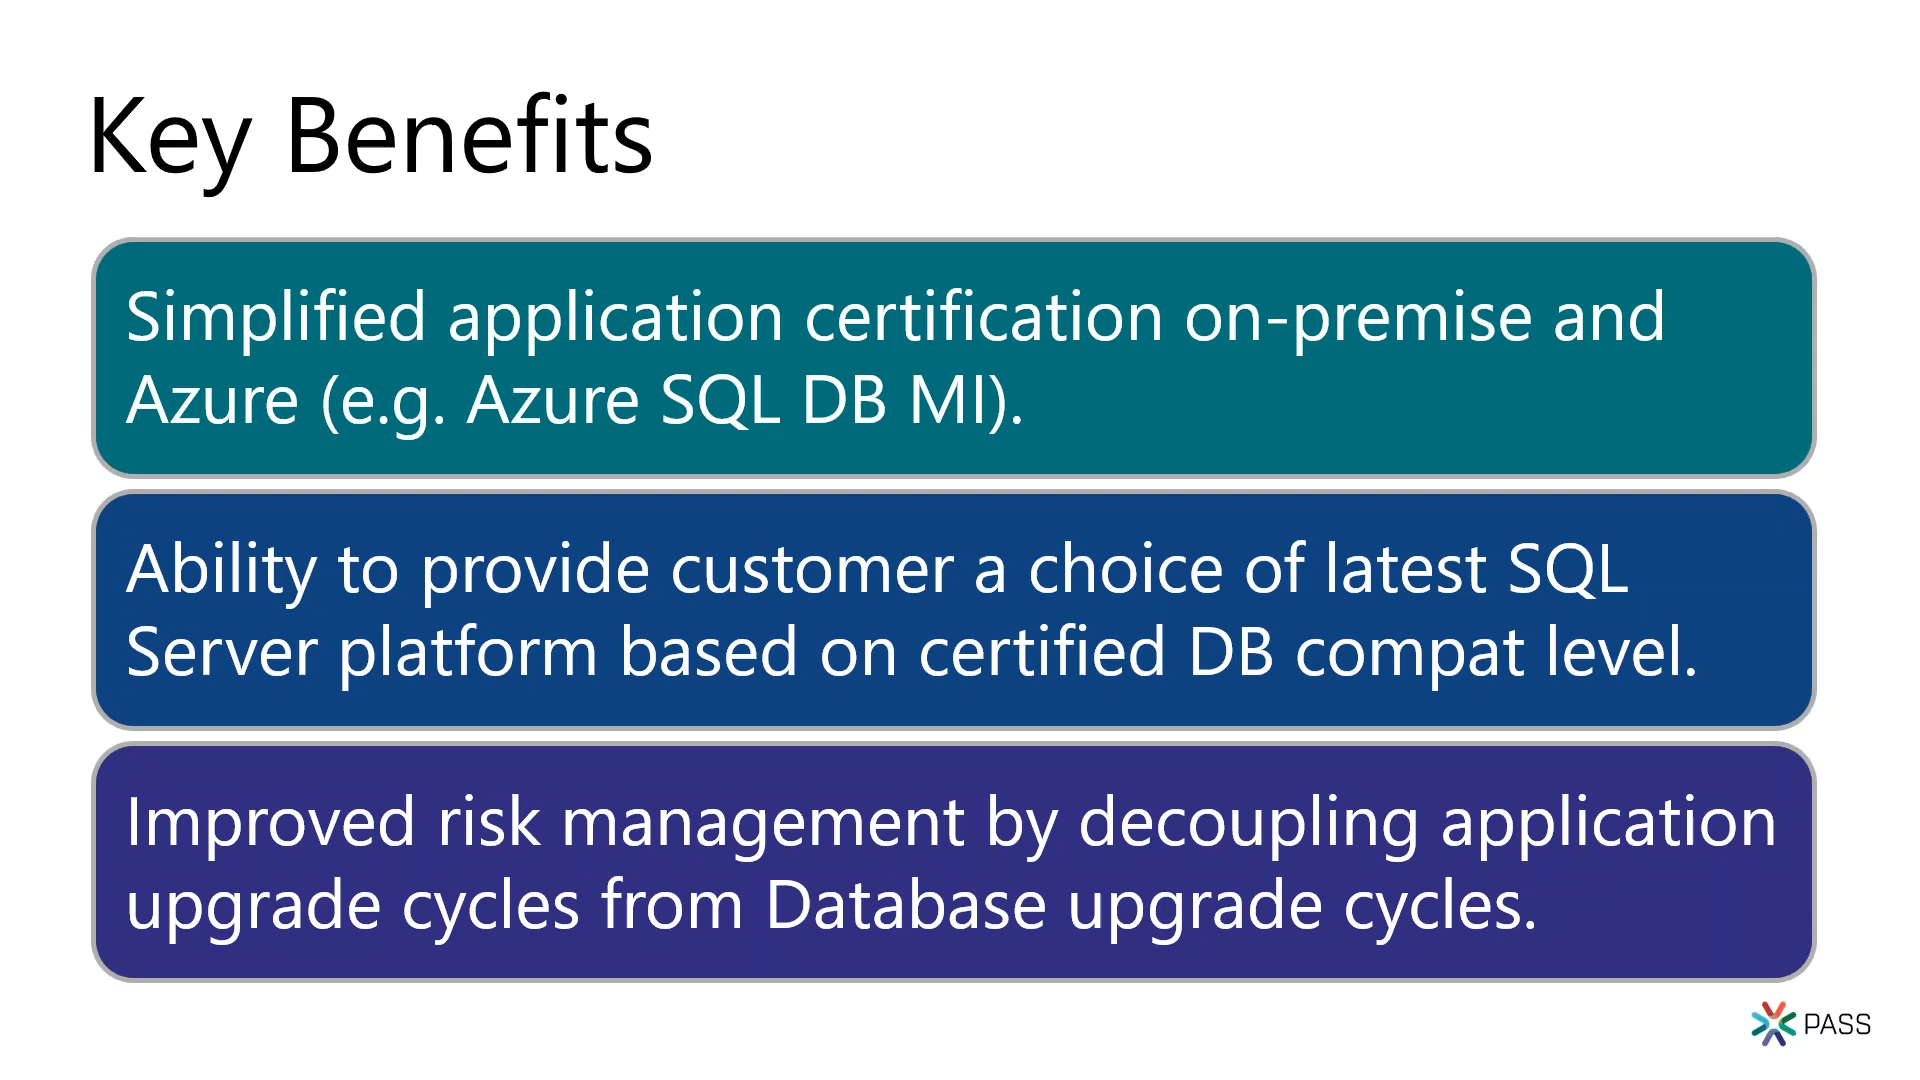 Key Benefits
Simplified application certification on-premise and
Azure (e.g. Azure SQL DB MI).
Ability to provide customer a choice of latest SQL
Server platform based on certified DB compat level.
Improved risk management by decoupling application
upgrade cycles from Database upgrade cycles.
PASS